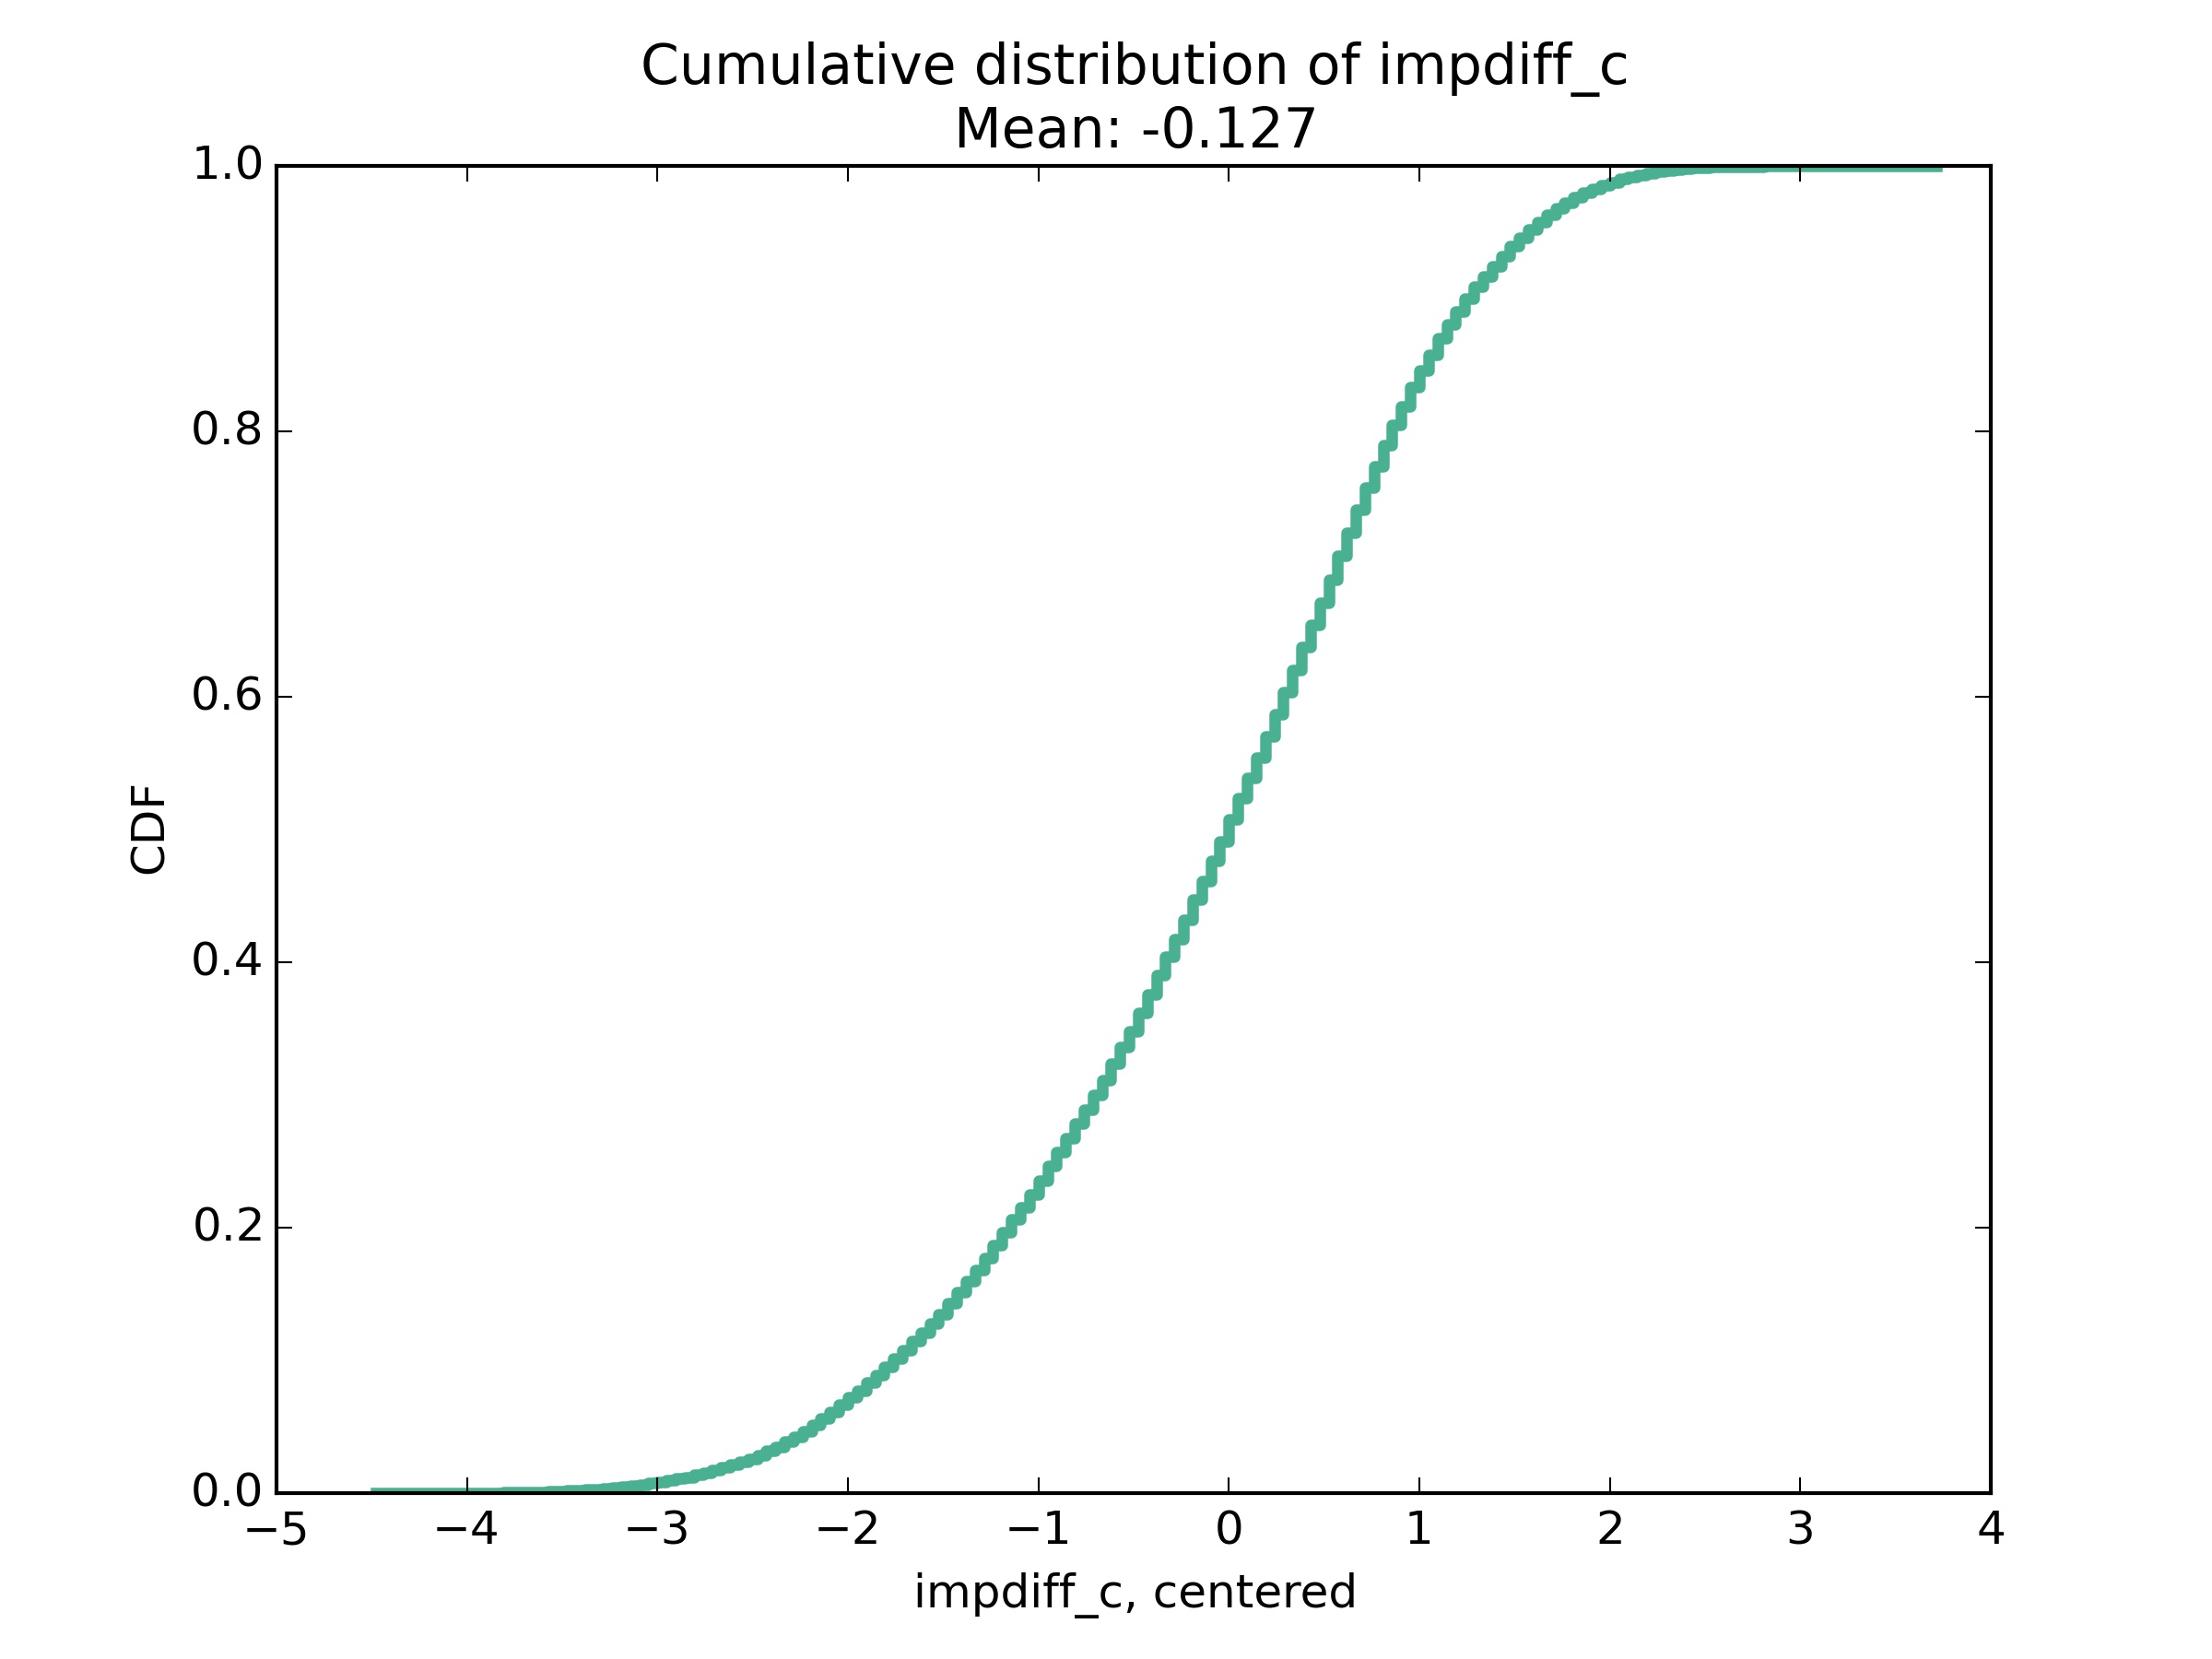 Cumulative distribution of impdiff_c
Mean: -0.127
1.0
0.8
0.6
0.4
0.2
0.0
CDF
−5 −4 −3 −2 −1 0 1 2 3 4
impdiff_c, centered